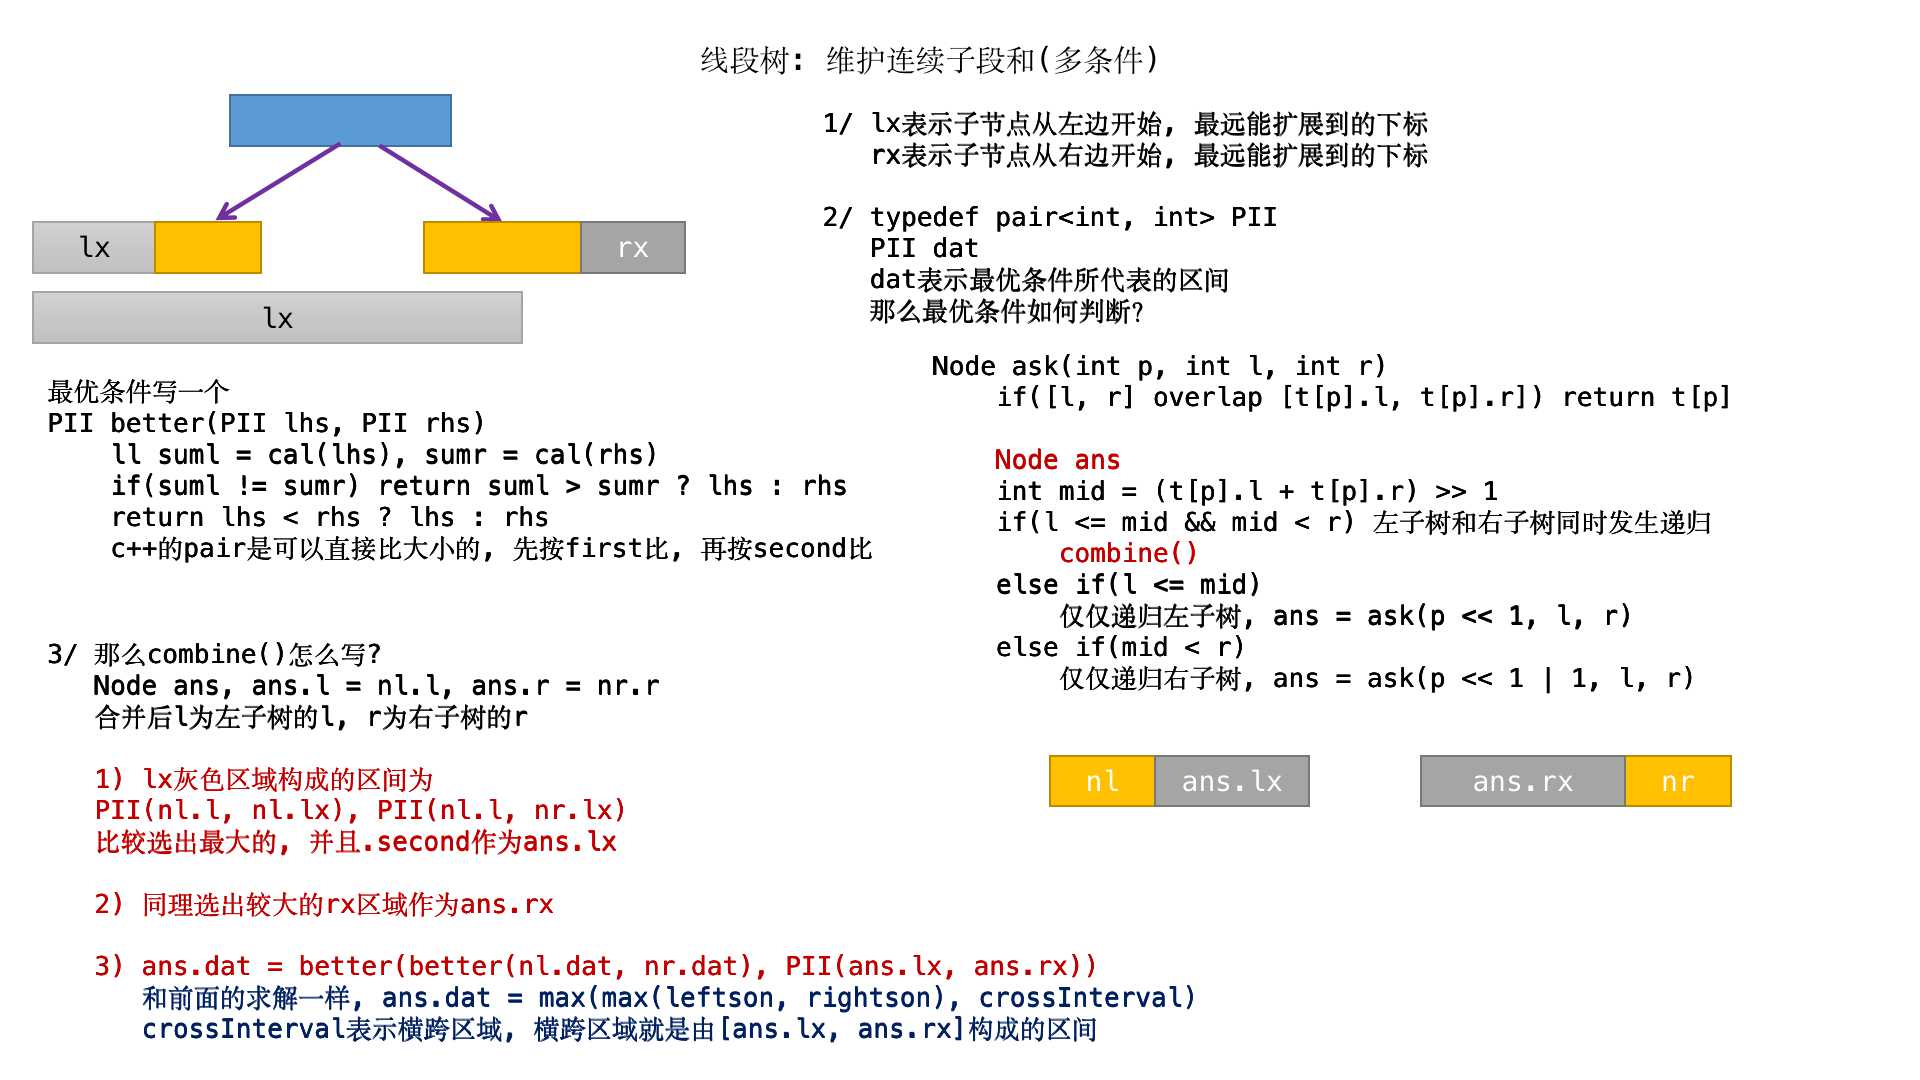 线段树: 维护连续子段和(多条件)
1/ lx表示子节点从左边开始, 最远能扩展到的下标
rx表示子节点从右边开始, 最远能扩展到的下标
2/ typedef pair<int, int> PII
PII dat
dat表示最优条件所代表的区间
那么最优条件如何判断?
lx
rx
lx
最优条件写一个
PII better(PII lhs, PII rhs)
ll suml = cal(lhs), sumr = cal(rhs)
if(suml != sumr) return suml > sumr ? lhs : rhs
return lhs < rhs ? lhs : rhs
c++的pair是可以直接比大小的, 先按first比, 再按second比
Node ask(int p, int l, int r)
if([l, r] overlap [t[p].l, t[p].r]) return t[p]
Node ans
int mid = (t[p].l + t[p].r) >> 1
if(l <= mid && mid < r) 左子树和右子树同时发生递归
combine()
else if(l <= mid)
仅仅递归左子树, ans = ask(p << 1, l, r)
else if(mid < r)
仅仅递归右子树, ans = ask(p << 1 | 1, l, r)
3/ 那么combine()怎么写?
Node ans, ans.l = nl.l, ans.r = nr.r
合并后l为左子树的l, r为右子树的r
1) lx灰色区域构成的区间为
PII(nl.l, nl.lx), PII(nl.l, nr.lx)
比较选出最大的, 并且.second作为ans.lx
2) 同理选出较大的rx区域作为ans.rx
3) ans.dat = better(better(nl.dat, nr.dat), PII(ans.lx, ans.rx))
和前面的求解一样, ans.dat = max(max(leftson, rightson), crossInterval)
crossInterval表示横跨区域, 横跨区域就是由[ans.lx, ans.rx]构成的区间
nl ans.lx
ans.rx nr